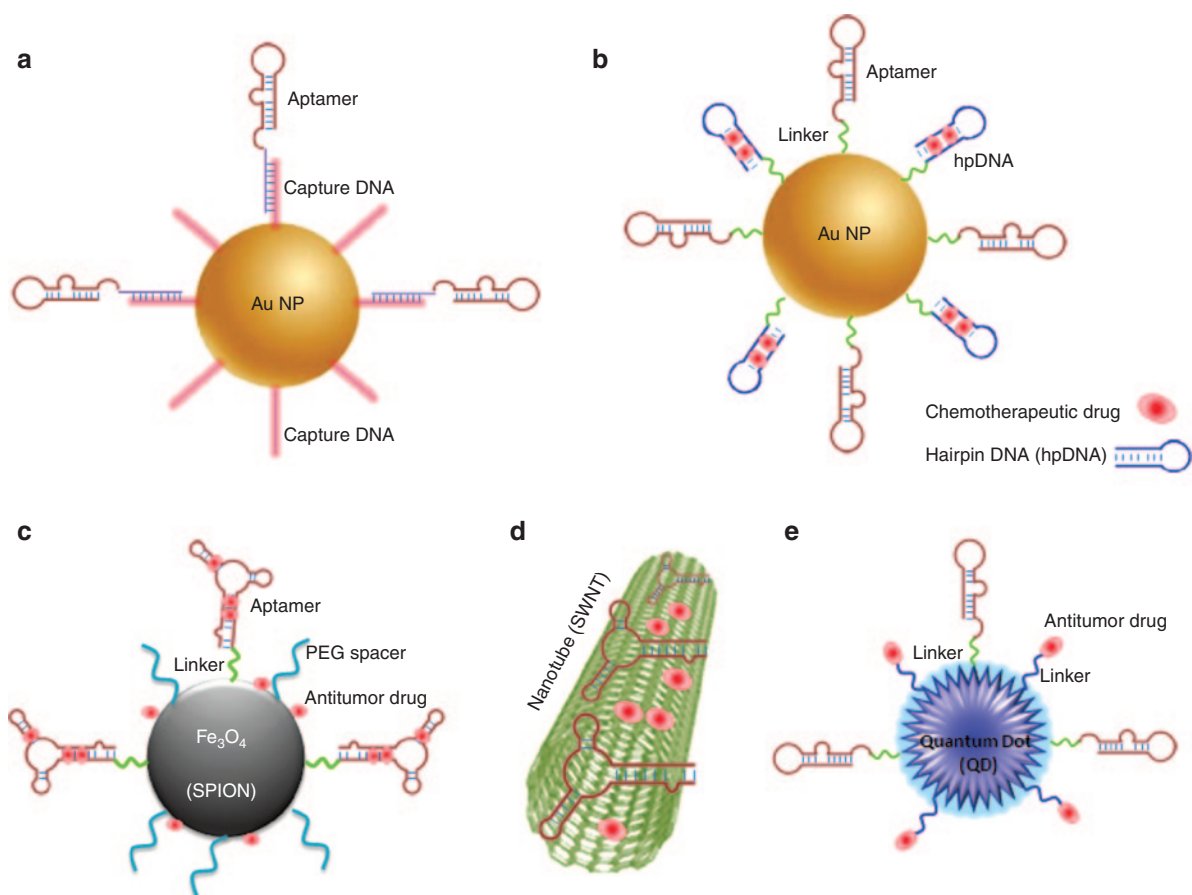 a
Aptamer
Capture DNA
Au NP
Capture DNA
b
Aptamer
Linker
hpDNA
Au NP
Chemotherapeutic drug
Hairpin DNA (hpDNA)
c
Aptamer
Linker
PEG spacer
Antitumor drug
Fe₃O₄
(SPION)
d
Nanotube (SWNT)
e
Antitumor drug
Linker
Linker
Quantum Dot
(QD)